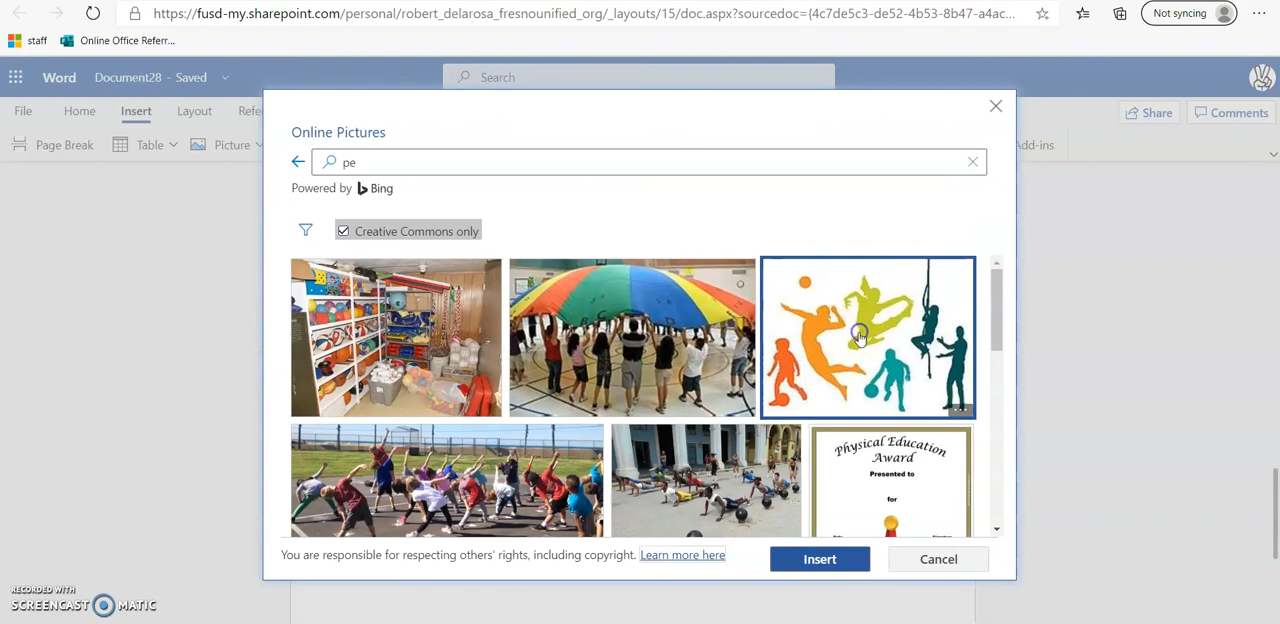 https://fusd-my.sharepoint.com/personal/robert_delarosa_fresnounified_org/_layouts/15/doc.aspx?sourcedoc={4c7de5c3-de52-4b53-8b47-a4ac...
Not syncing
staff
Online Office Referr...
Word
Document28 - Saved
Search
File
Home
Insert
Layout
Refe
Share
Comments
Page Break
Table
Picture
Add-ins
Online Pictures
pe
Powered by Bing
Creative Commons only
Physical Education
Award
Presented to
for
You are responsible for respecting others' rights, including copyright. Learn more here
Insert
Cancel
RECORDED WITH
SCREENCAST MATIC